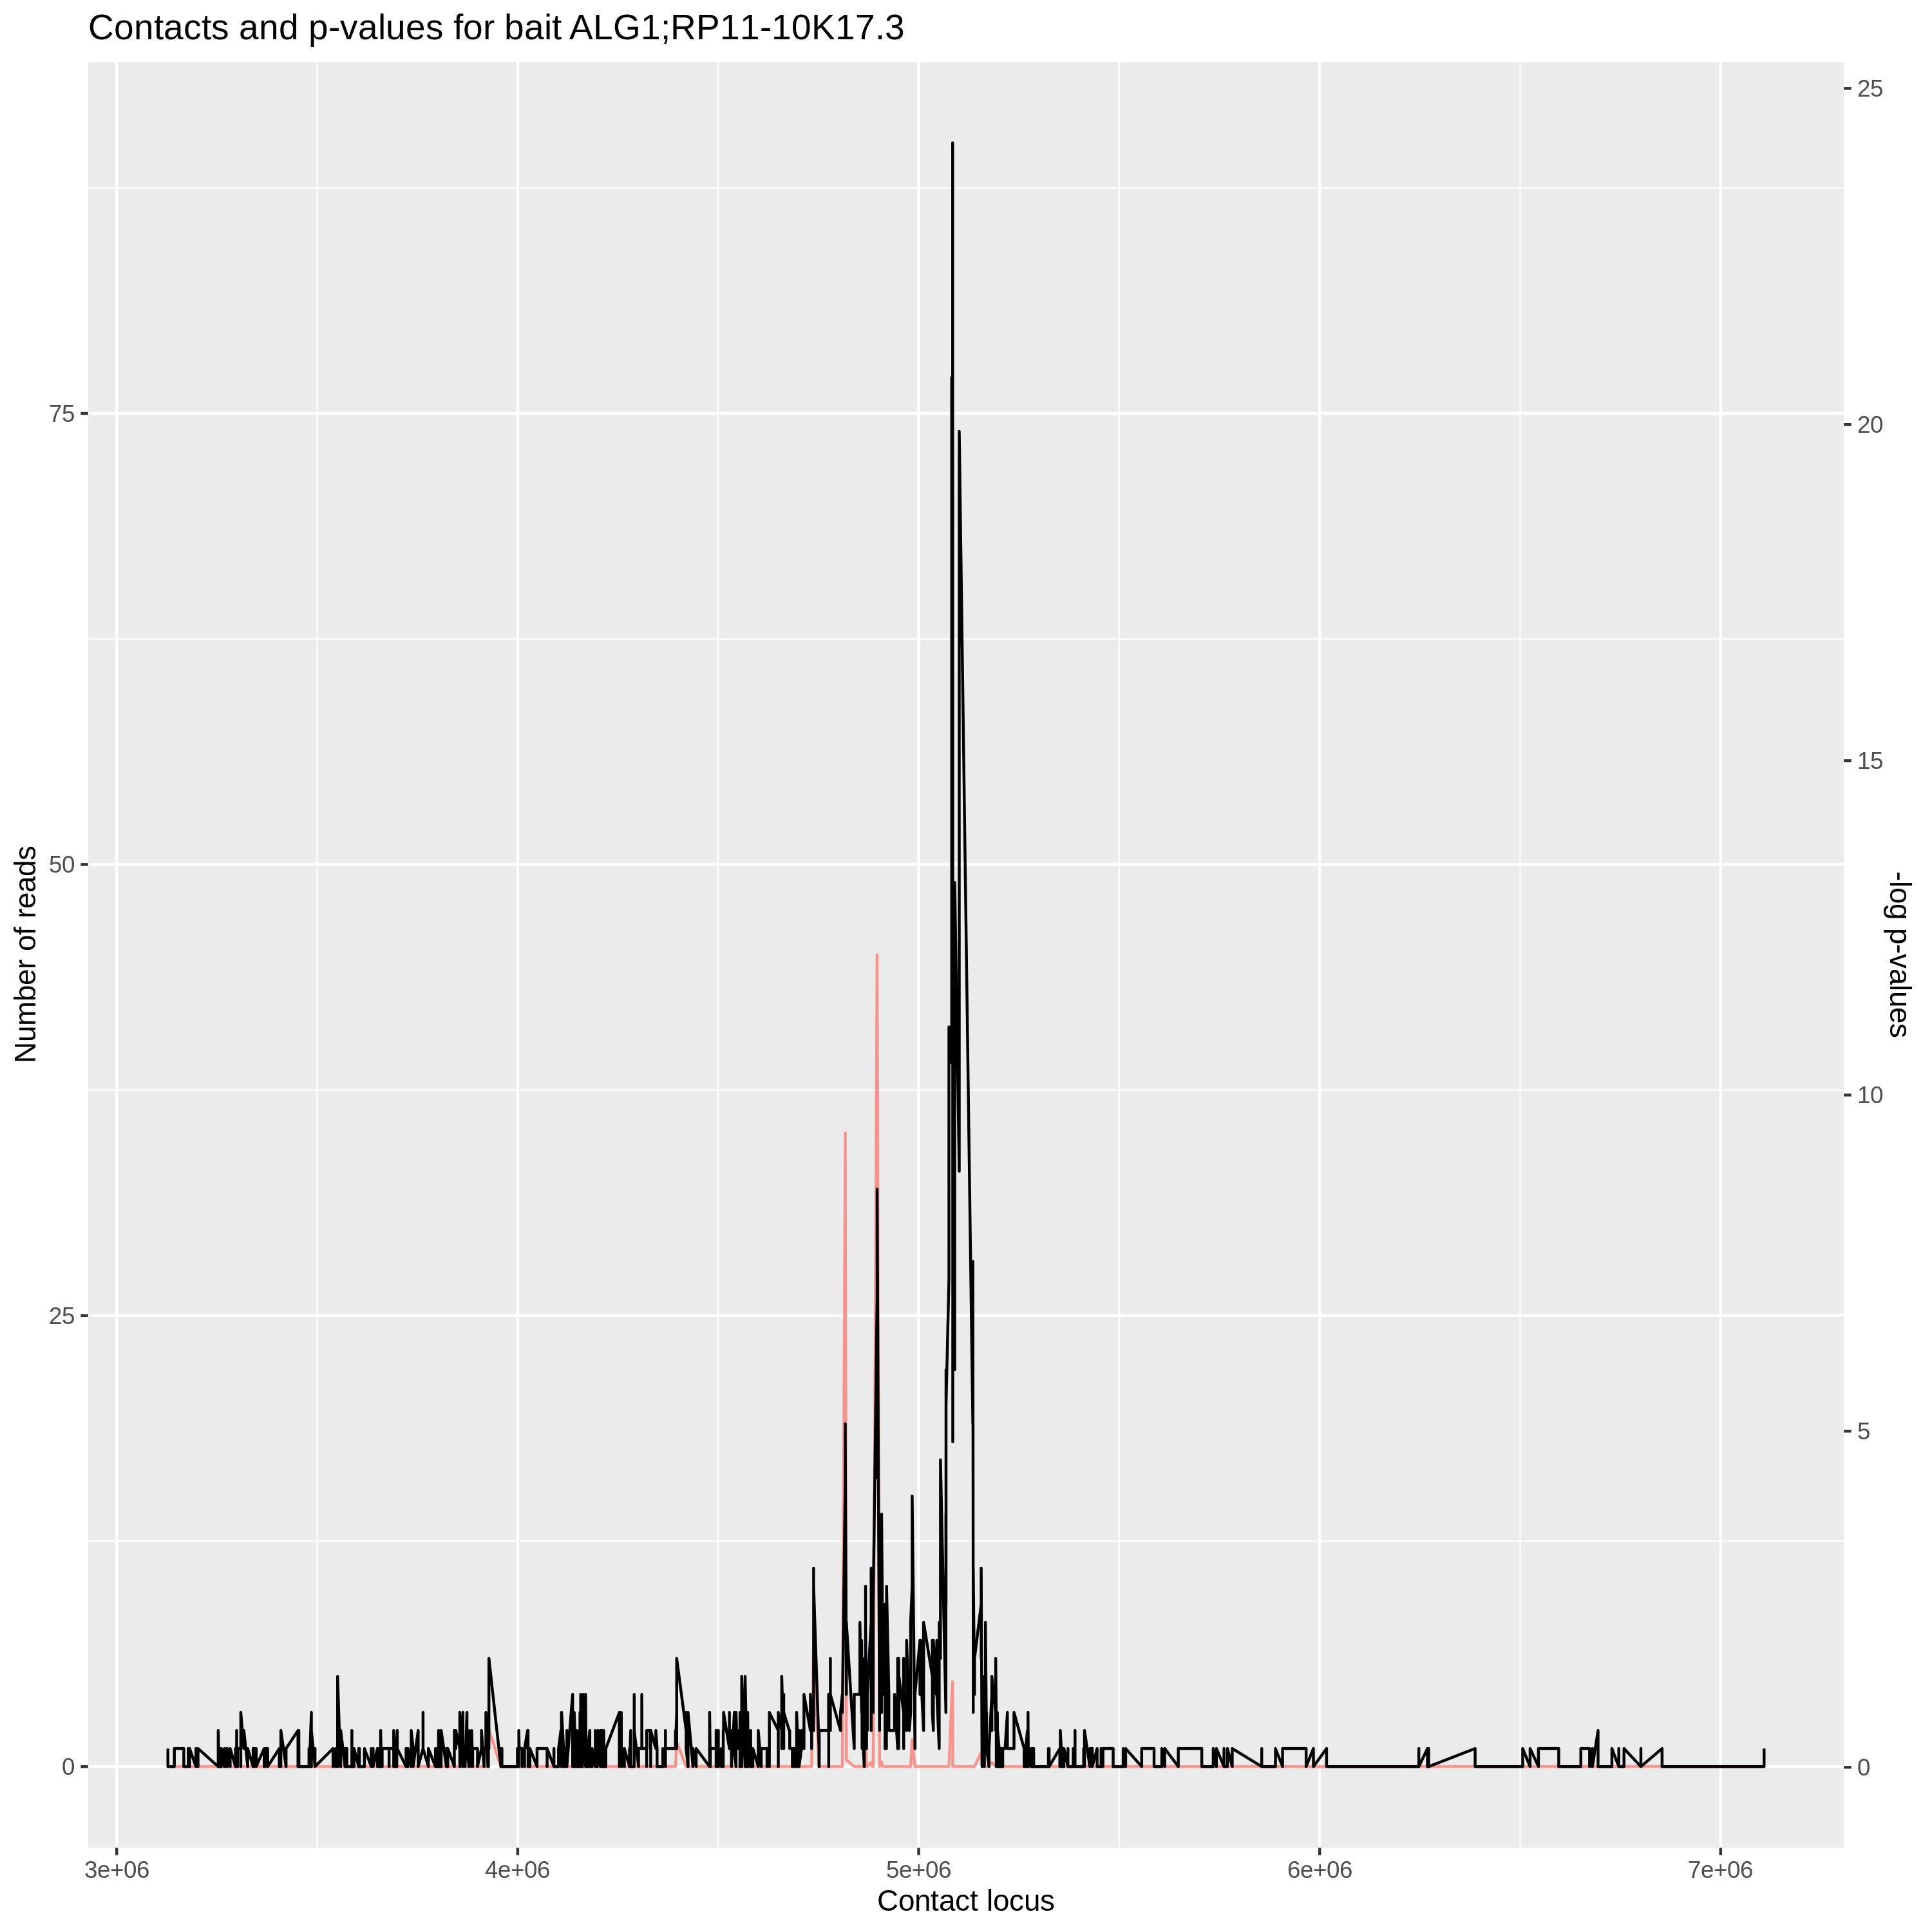 Contacts and p-values for bait ALG1;RP11-10K17.3
Number of reads
75
50
25
0
25
20
15
10
5
0
-log p-values
3e+06 4e+06 5e+06 6e+06 7e+06
Contact locus